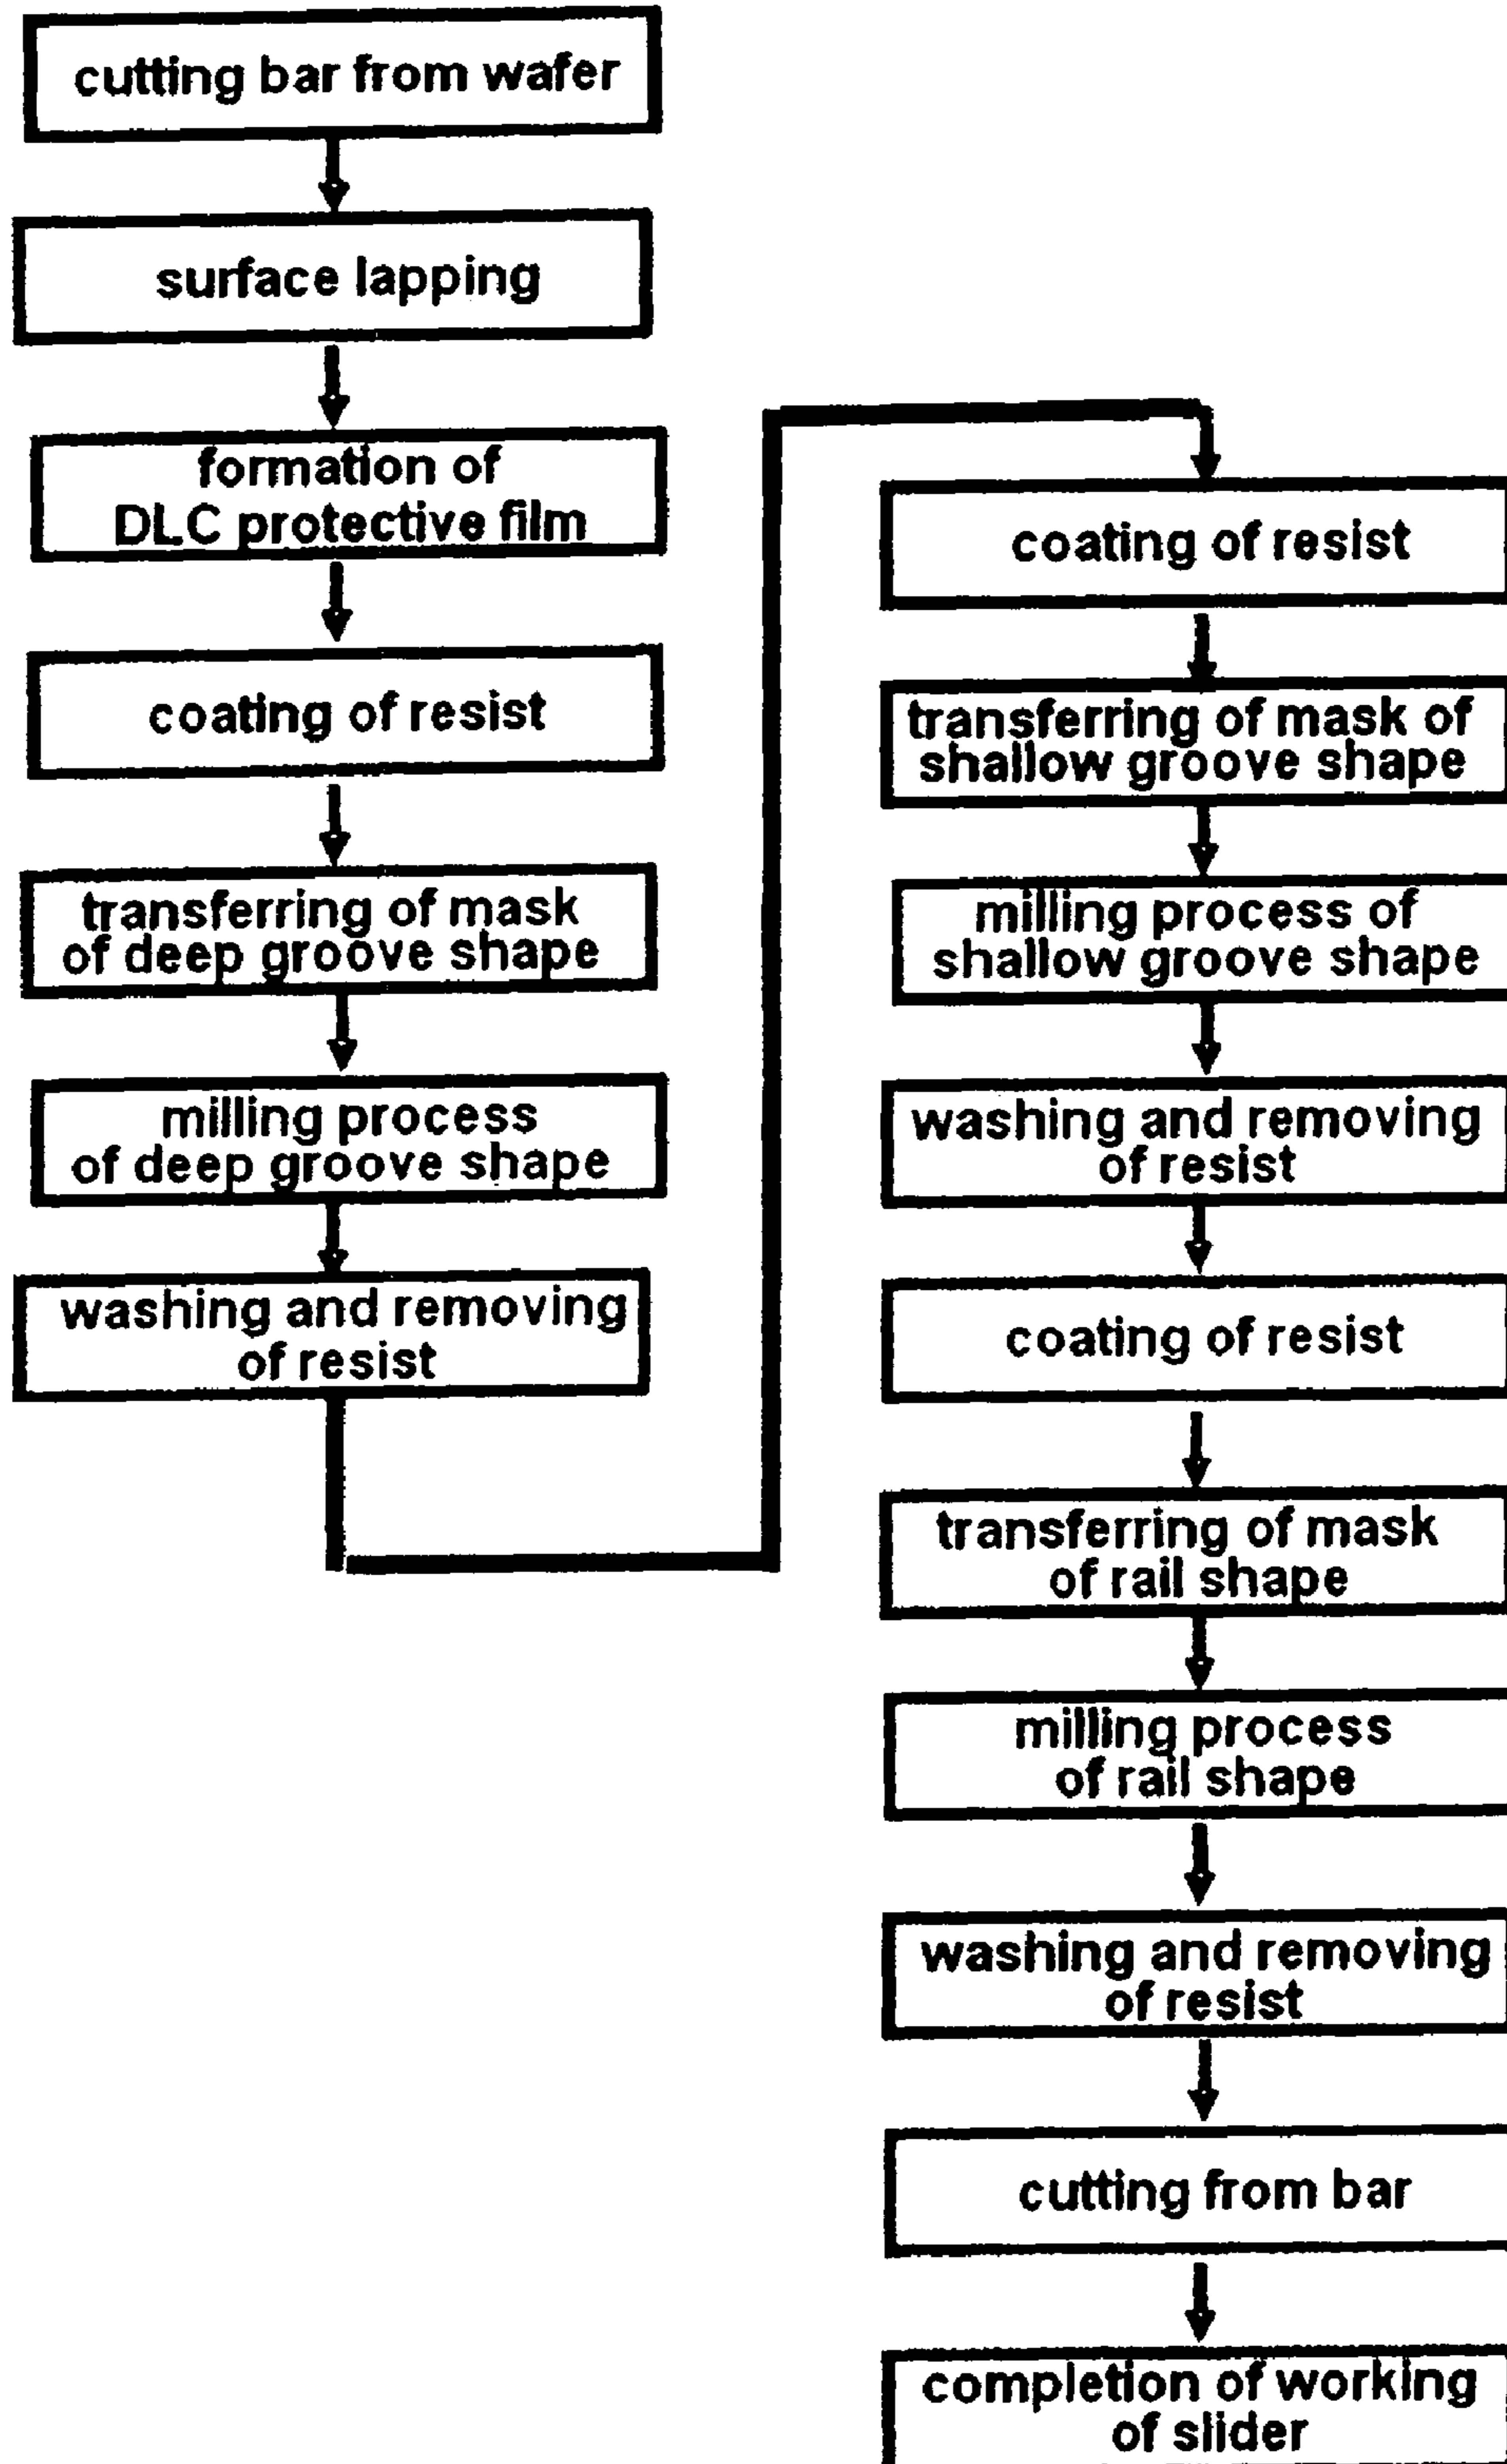 cutting bar from wafer
surface lapping
formation of
DLC protective film
coating of resist
transferring of mask
of deep groove shape
milling process
of deep groove shape
washing and removing
of resist
coating of resist
transferring of mask of
shallow groove shape
milling process of
shallow groove shape
washing and removing
of resist
coating of resist
transferring of mask
of rail shape
milling process
of rail shape
washing and removing
of resist
cutting from bar
completion of working
of slider